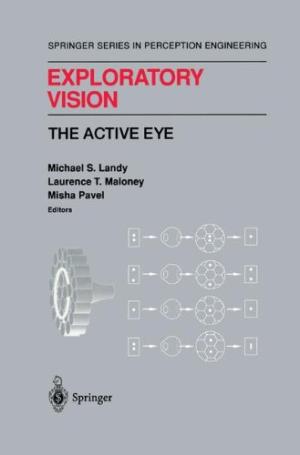 SPRINGER SERIES IN PERCEPTION ENGINEERING
EXPLORATORY
VISION
THE ACTIVE EYE
Michael S. Landy
Laurence T. Maloney
Misha Pavel
Editors
Springer